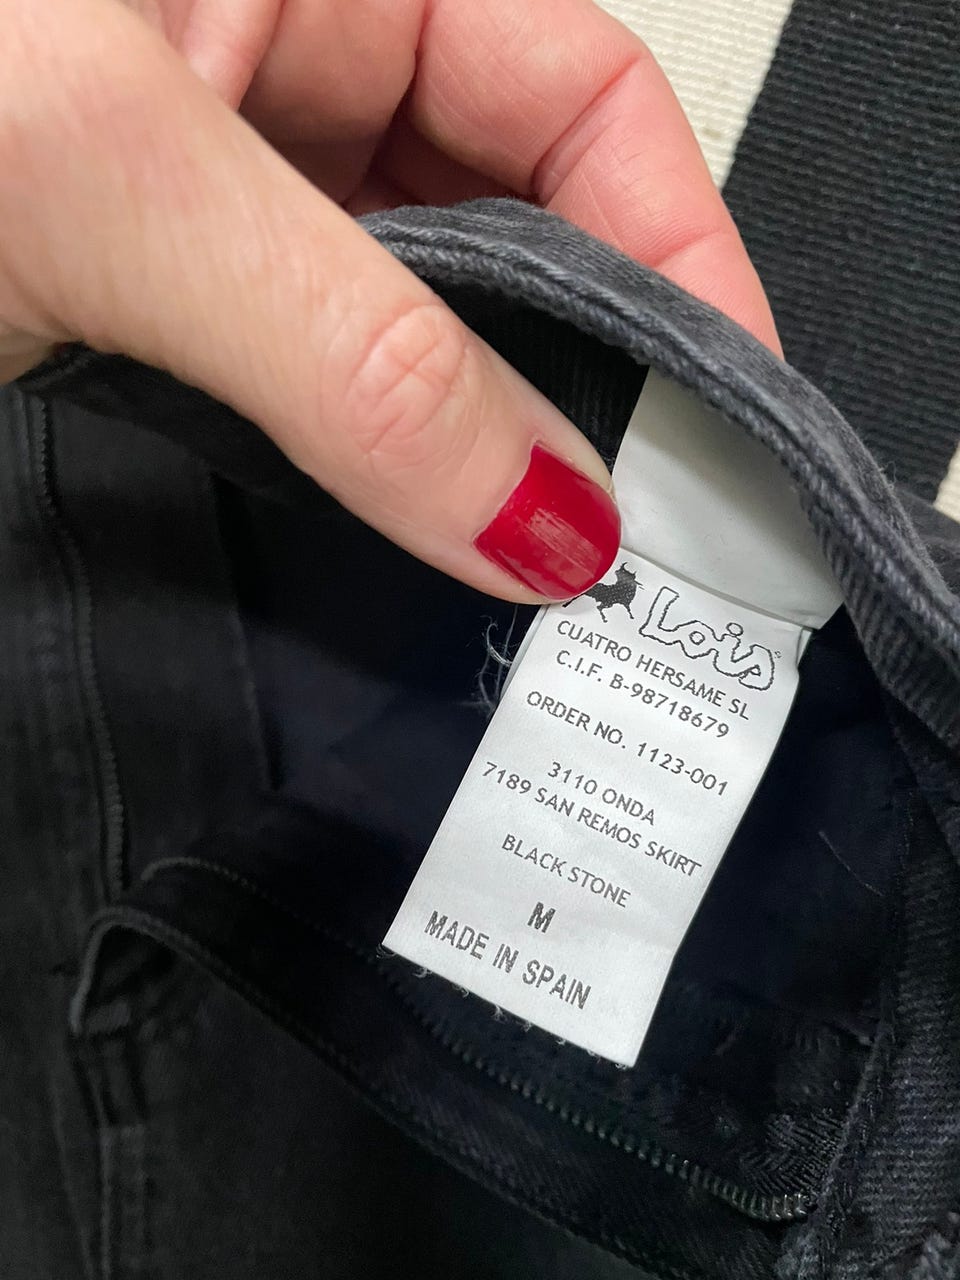 Lois
CUATRO HERSAME SL
C.I.F. B-98718679
ORDER NO. 1123-001
3110 ONDA
7189 SAN REMOS SKIRT
BLACK STONE
M
MADE IN SPAIN